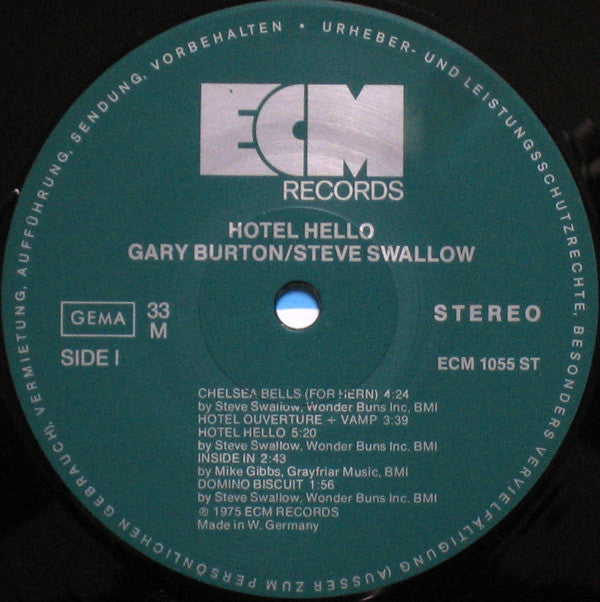 URHEBER- UND LEISTUNGSSCHUTZRECHTE, BESONDERS VERVIELFÄLTIGUNG (AUSSER ZUM PERSÖNLICHEN GEBRAUCH), VERMIETUNG, AUFFÜHRUNG, SENDUNG, VORBEHALTEN •
ECM
RECORDS
HOTEL HELLO
GARY BURTON/STEVE SWALLOW
GEMA
33
M
STEREO
SIDE I
ECM 1055 ST
CHELSEA BELLS (FOR HERN) 4:24
by Steve Swallow, Wonder Buns Inc, BMI
HOTEL OUVERTURE + VAMP 3:39
HOTEL HELLO 5:20
by Steve Swallow, Wonder Buns Inc. BMI
INSIDE IN 2:43
by Mike Gibbs, Grayfriar Music, BMI
DOMINO BISCUIT 1:56
by Steve Swallow, Wonder Buns Inc. BMI
℗ 1975 ECM RECORDS
Made in W. Germany